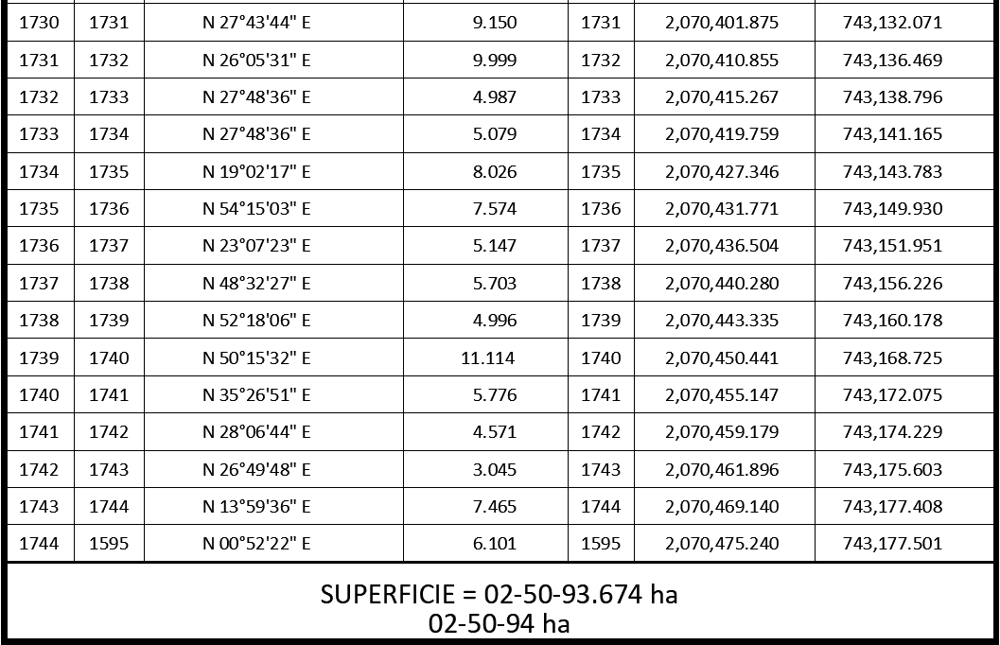 1730 1731 N 27°43'44" E 9.150 1731 2,070,401.875 743,132.071
1731 1732 N 26°05'31" E 9.999 1732 2,070,410.855 743,136.469
1732 1733 N 27°48'36" E 4.987 1733 2,070,415.267 743,138.796
1733 1734 N 27°48'36" E 5.079 1734 2,070,419.759 743,141.165
1734 1735 N 19°02'17" E 8.026 1735 2,070,427.346 743,143.783
1735 1736 N 54°15'03" E 7.574 1736 2,070,431.771 743,149.930
1736 1737 N 23°07'23" E 5.147 1737 2,070,436.504 743,151.951
1737 1738 N 48°32'27" E 5.703 1738 2,070,440.280 743,156.226
1738 1739 N 52°18'06" E 4.996 1739 2,070,443.335 743,160.178
1739 1740 N 50°15'32" E 11.114 1740 2,070,450.441 743,168.725
1740 1741 N 35°26'51" E 5.776 1741 2,070,455.147 743,172.075
1741 1742 N 28°06'44" E 4.571 1742 2,070,459.179 743,174.229
1742 1743 N 26°49'48" E 3.045 1743 2,070,461.896 743,175.603
1743 1744 N 13°59'36" E 7.465 1744 2,070,469.140 743,177.408
1744 1595 N 00°52'22" E 6.101 1595 2,070,475.240 743,177.501
SUPERFICIE = 02-50-93.674 ha
02-50-94 ha